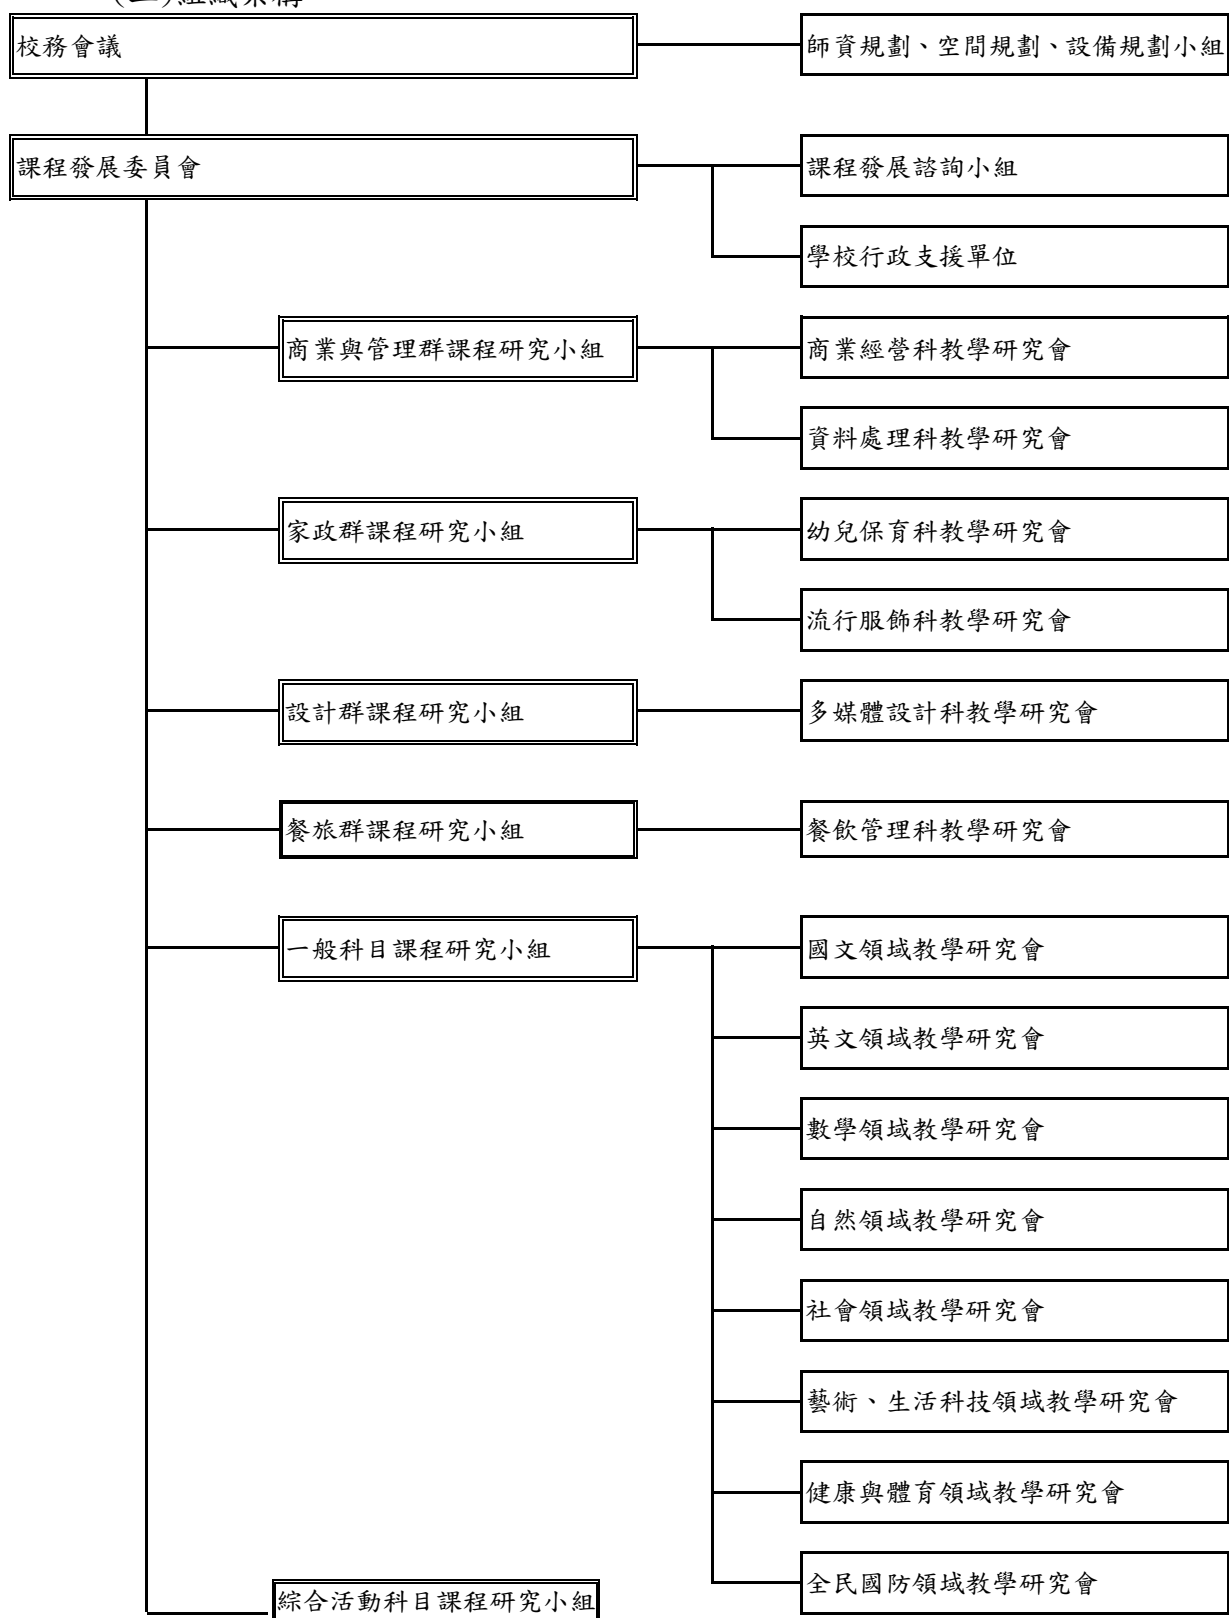 組織架構
校務會議
師資規劃、空間規劃、設備規劃小組
課程發展委員會
課程發展諮詢小組
學校行政支援單位
商業與管理群課程研究小組
商業經營科教學研究會
資料處理科教學研究會
家政群課程研究小組
幼兒保育科教學研究會
流行服飾科教學研究會
設計群課程研究小組
多媒體設計科教學研究會
餐旅群課程研究小組
餐飲管理科教學研究會
一般科目課程研究小組
國文領域教學研究會
英文領域教學研究會
數學領域教學研究會
自然領域教學研究會
社會領域教學研究會
藝術、生活科技領域教學研究會
健康與體育領域教學研究會
全民國防領域教學研究會
綜合活動科目課程研究小組